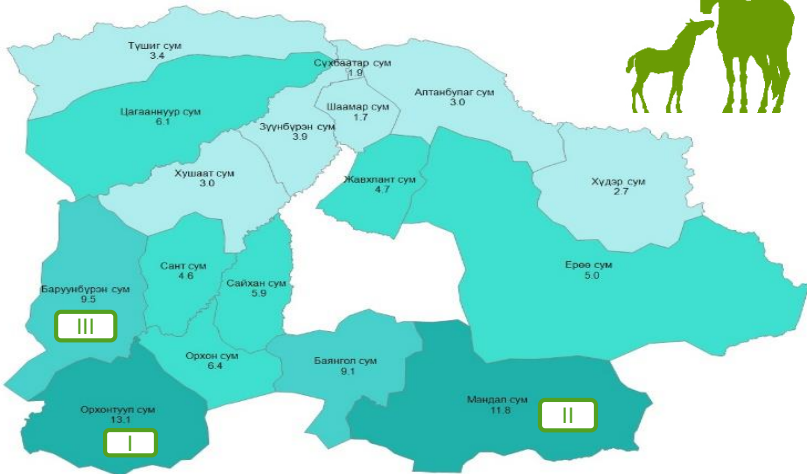 Түшиг сум
3.4
Сүхбаатар сум
1.9
Алтанбулаг сум
3.0
Цагааннуур сум
6.1
Шаамар сум
1.7
Зүүнбүрэн сум
3.9
Хушаат сум
3.0
Жавхлант сум
4.7
Хүдэр сум
2.7
Сант сум
4.6
Сайхан сум
5.9
Ерөө сум
5.0
Баруунбүрэн сум
9.5
III
Орхон сум
6.4
Баянгол сум
9.1
Орхонтуул сум
13.1
I
Мандал сум
11.8
II